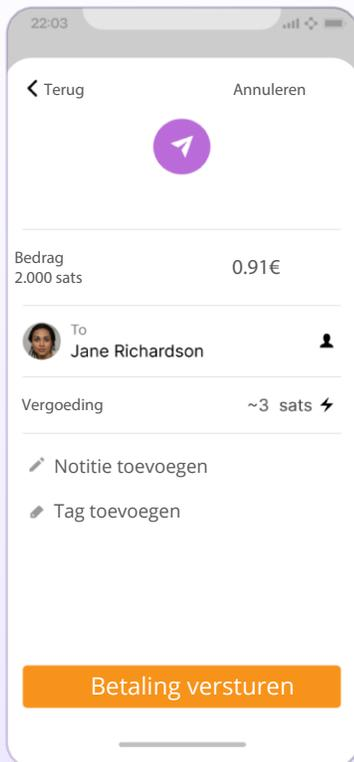 22:03
Terug Annuleren
Bedrag
2.000 sats 0.91€
To
Jane Richardson
Vergoeding ~3 sats
Notitie toevoegen
Tag toevoegen
Betaling versturen